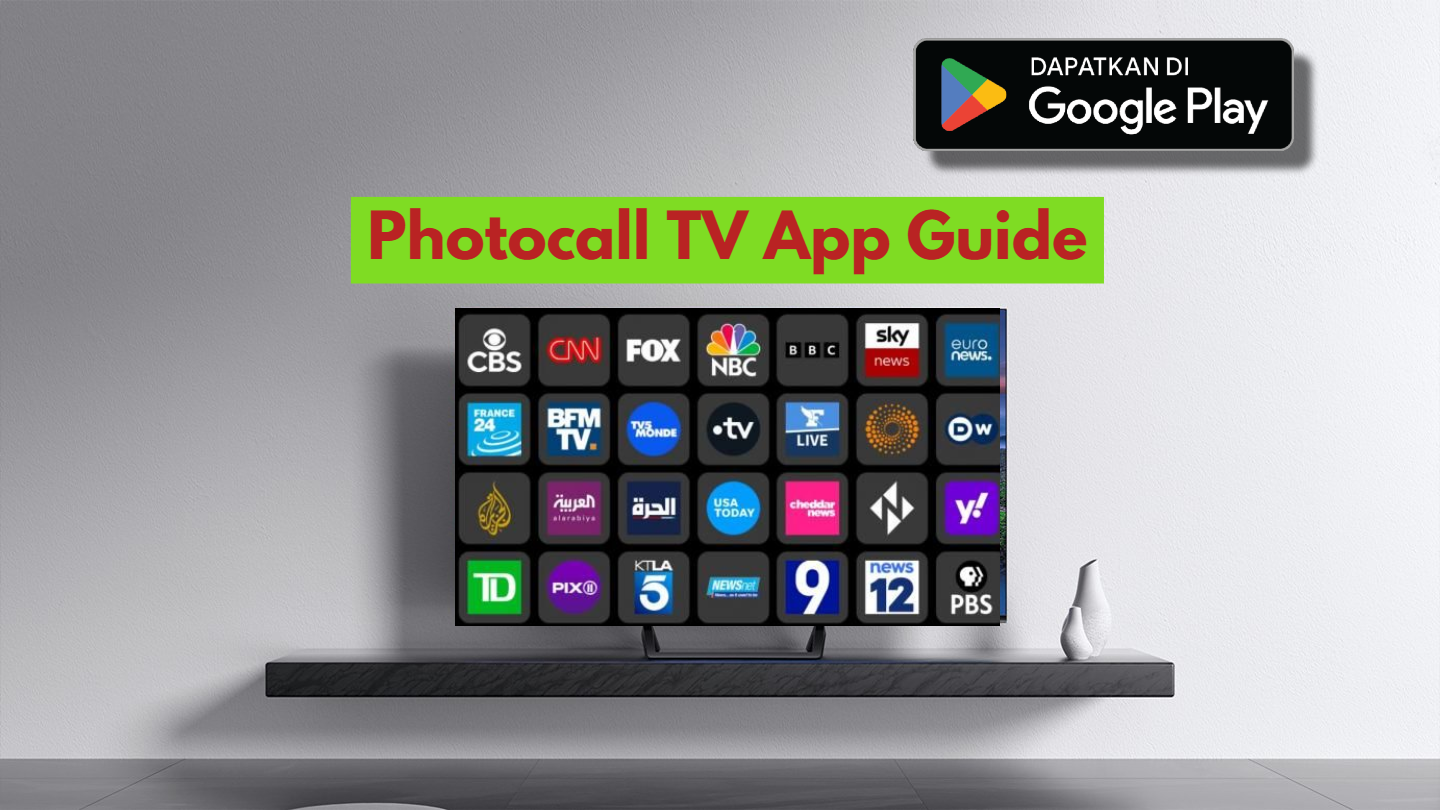 DAPATKAN DI
Google Play
Photocall TV App Guide
CBS
CNN
FOX
NBC
BBC
sky
news
euro
news.
FRANCE
24
BFM
TV.
TV5
MONDE
•tv
F
LIVE
DW
العربية
alarabiya
الحرة
USA
TODAY
cheddar
news
N
y!
TD
PIX11
KTLA
5
NEWSnet
9
news
12
PBS